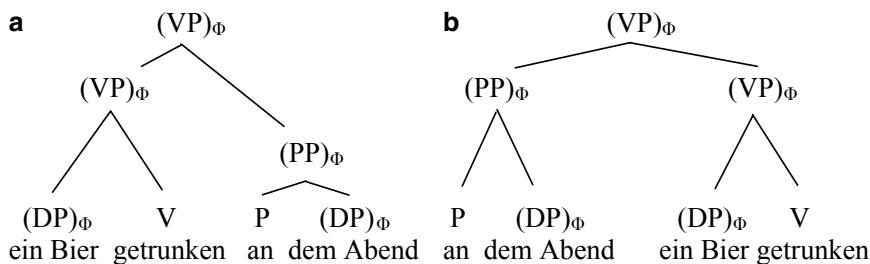 a (VP)Φ b (VP)Φ
(VP)Φ (PP)Φ (VP)Φ
(PP)Φ
(DP)Φ V P (DP)Φ P (DP)Φ (DP)Φ V
ein Bier getrunken an dem Abend an dem Abend ein Bier getrunken